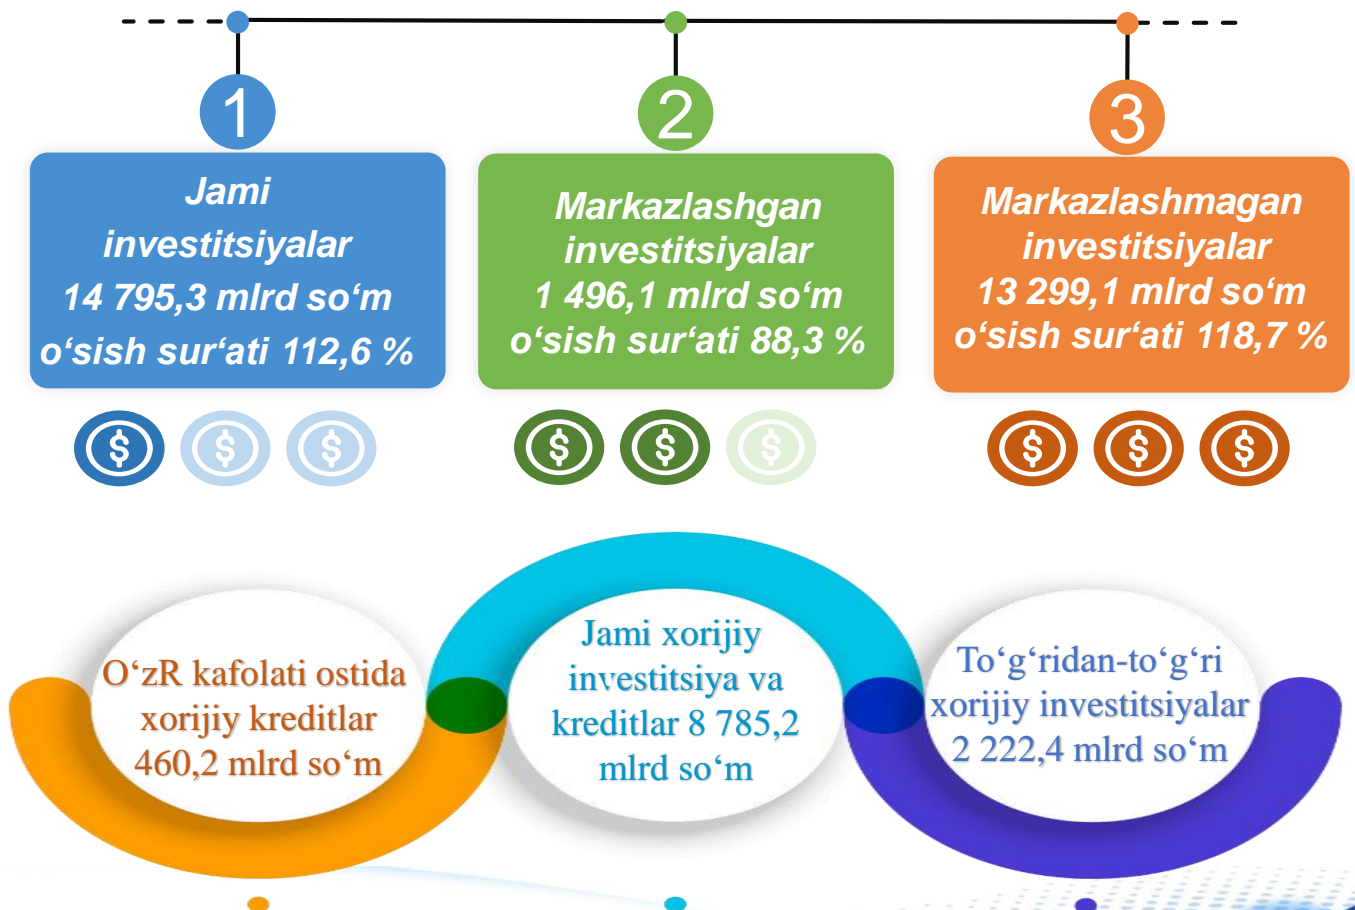 1
Jami
investitsiyalar
14 795,3 mlrd so‘m
o‘sish sur‘ati 112,6 %
2
Markazlashgan
investitsiyalar
1 496,1 mlrd so‘m
o‘sish sur‘ati 88,3 %
3
Markazlashmagan
investitsiyalar
13 299,1 mlrd so‘m
o‘sish sur‘ati 118,7 %
$ $ $
$ $ $
$ $ $
O‘zR kafolati ostida
xorijiy kreditlar
460,2 mlrd so‘m
Jami xorijiy
investitsiya va
kreditlar 8 785,2
mlrd so‘m
To‘g‘ridan-to‘g‘ri
xorijiy investitsiyalar
2 222,4 mlrd so‘m